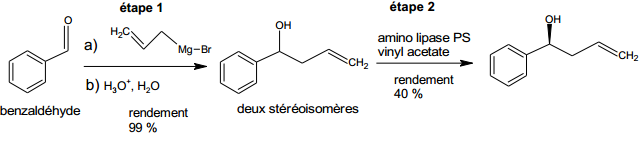 étape 1
étape 2
O
a)
H₂C
Mg–Br
b) H₃O⁺, H₂O
benzaldéhyde
rendement
99 %
OH
CH₂
deux stéréoisomères
amino lipase PS
vinyl acetate
rendement
40 %
OH
CH₂